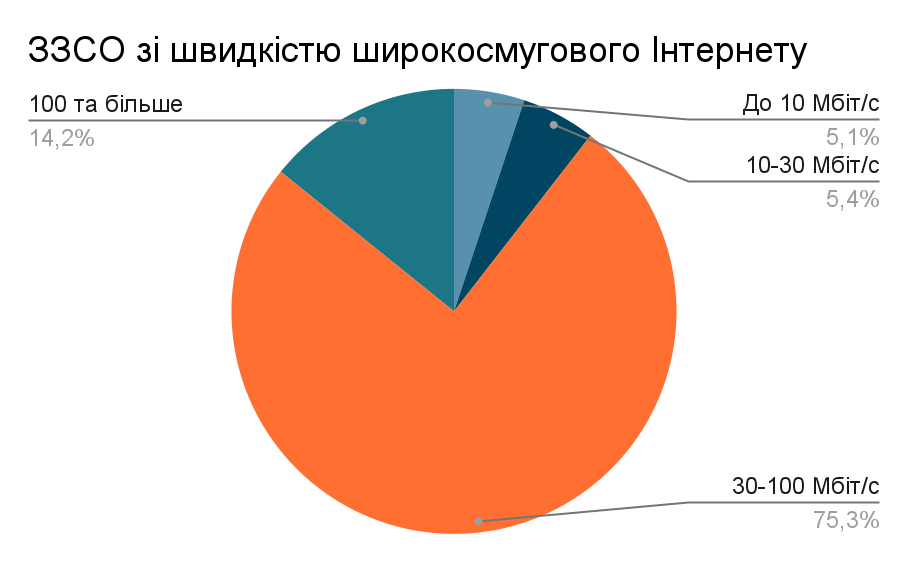 ЗЗСО зі швидкістю широкосмугового Інтернету
100 та більше
14,2%
До 10 Мбіт/с
5,1%
10-30 Мбіт/с
5,4%
30-100 Мбіт/с
75,3%